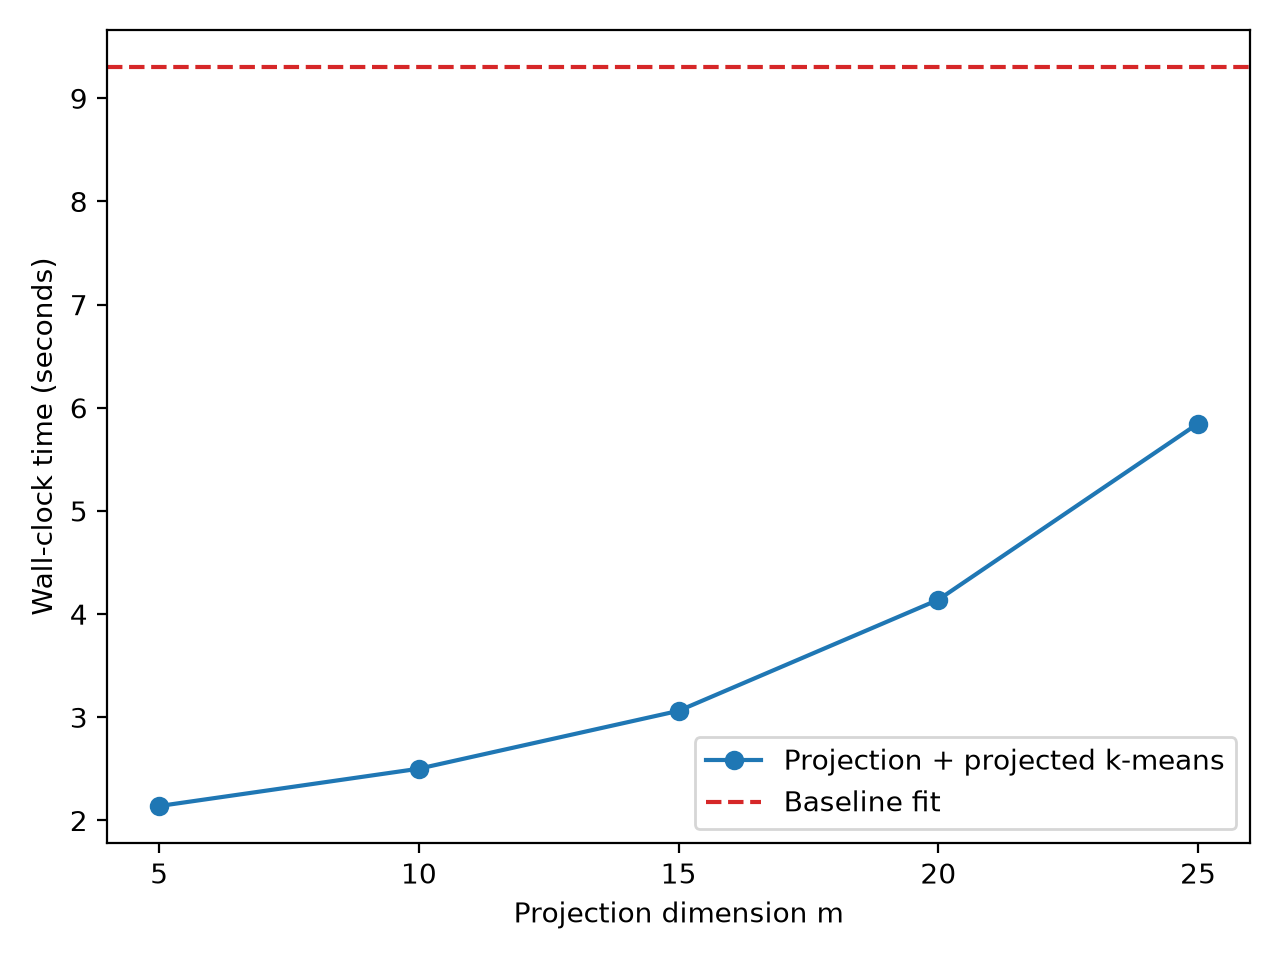 9
8
7
6
5
4
3
2
Wall-clock time (seconds)
Projection + projected k-means
Baseline fit
5 10 15 20 25
Projection dimension m